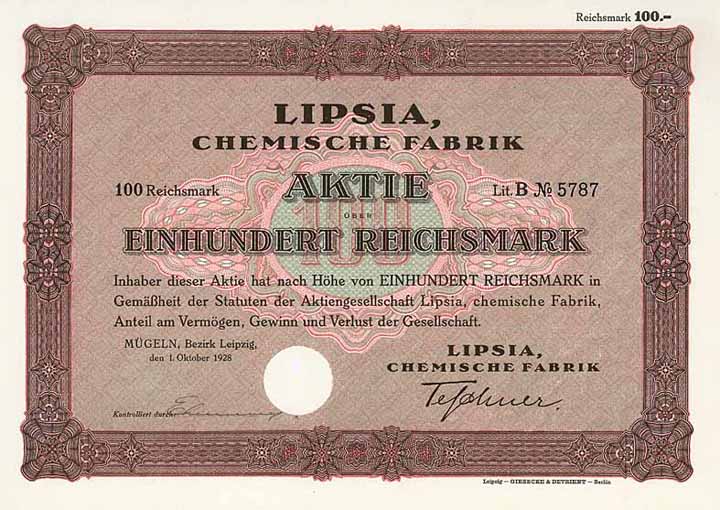 Reichsmark 100.–
LIPSIA,
CHEMISCHE FABRIK
100 Reichsmark AKTIE Lit. B № 5787
ÜBER
100
EINHUNDERT REICHSMARK
Inhaber dieser Aktie hat nach Höhe von EINHUNDERT REICHSMARK in
Gemäßheit der Statuten der Aktiengesellschaft Lipsia, chemische Fabrik,
Anteil am Vermögen, Gewinn und Verlust der Gesellschaft.
MÜGELN, Bezirk Leipzig,
den 1. Oktober 1928
LIPSIA,
CHEMISCHE FABRIK
Kontrolliert durch:
Leipzig — GIESECKE & DEVRIENT — Berlin